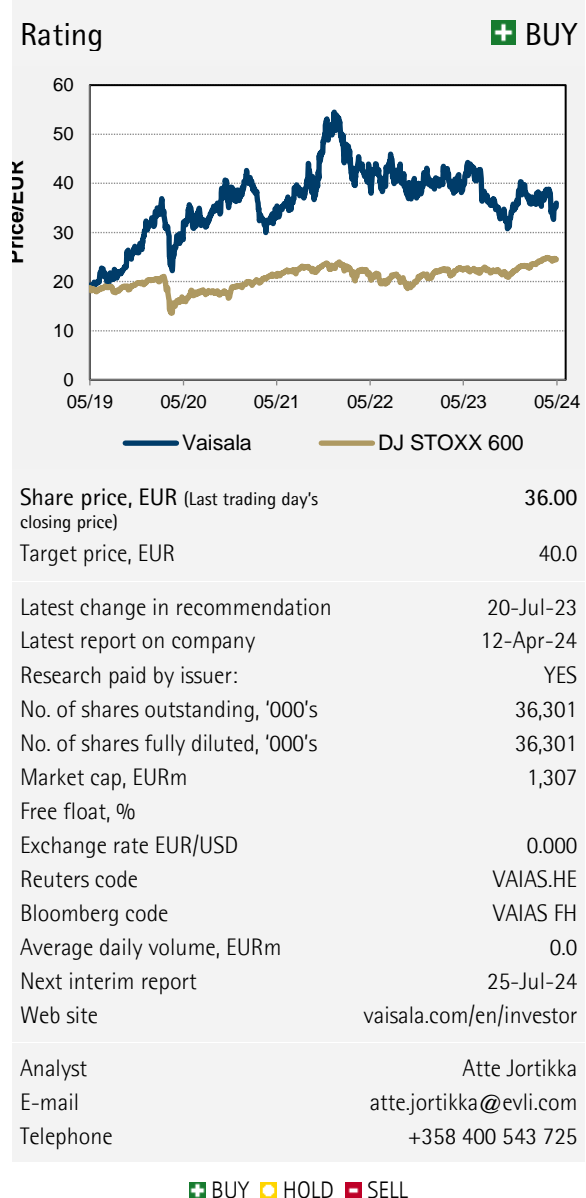 Rating BUY
60
50
40
30
20
10
0
Price/EUR
05/19 05/20 05/21 05/22 05/23 05/24
Vaisala DJ STOXX 600
Share price, EUR (Last trading day's 36.00
closing price)
Target price, EUR 40.0
Latest change in recommendation 20-Jul-23
Latest report on company 12-Apr-24
Research paid by issuer: YES
No. of shares outstanding, ‘000's 36,301
No. of shares fully diluted, ‘000's 36,301
Market cap, EURm 1,307
Free float, %
Exchange rate EUR/USD 0.000
Reuters code VAIAS.HE
Bloomberg code VAIAS FH
Average daily volume, EURm 0.0
Next interim report 25-Jul-24
Web site vaisala.com/en/investor
Analyst Atte Jortikka
E-mail atte.jortikka@evli.com
Telephone +358 400 543 725
BUY HOLD SELL